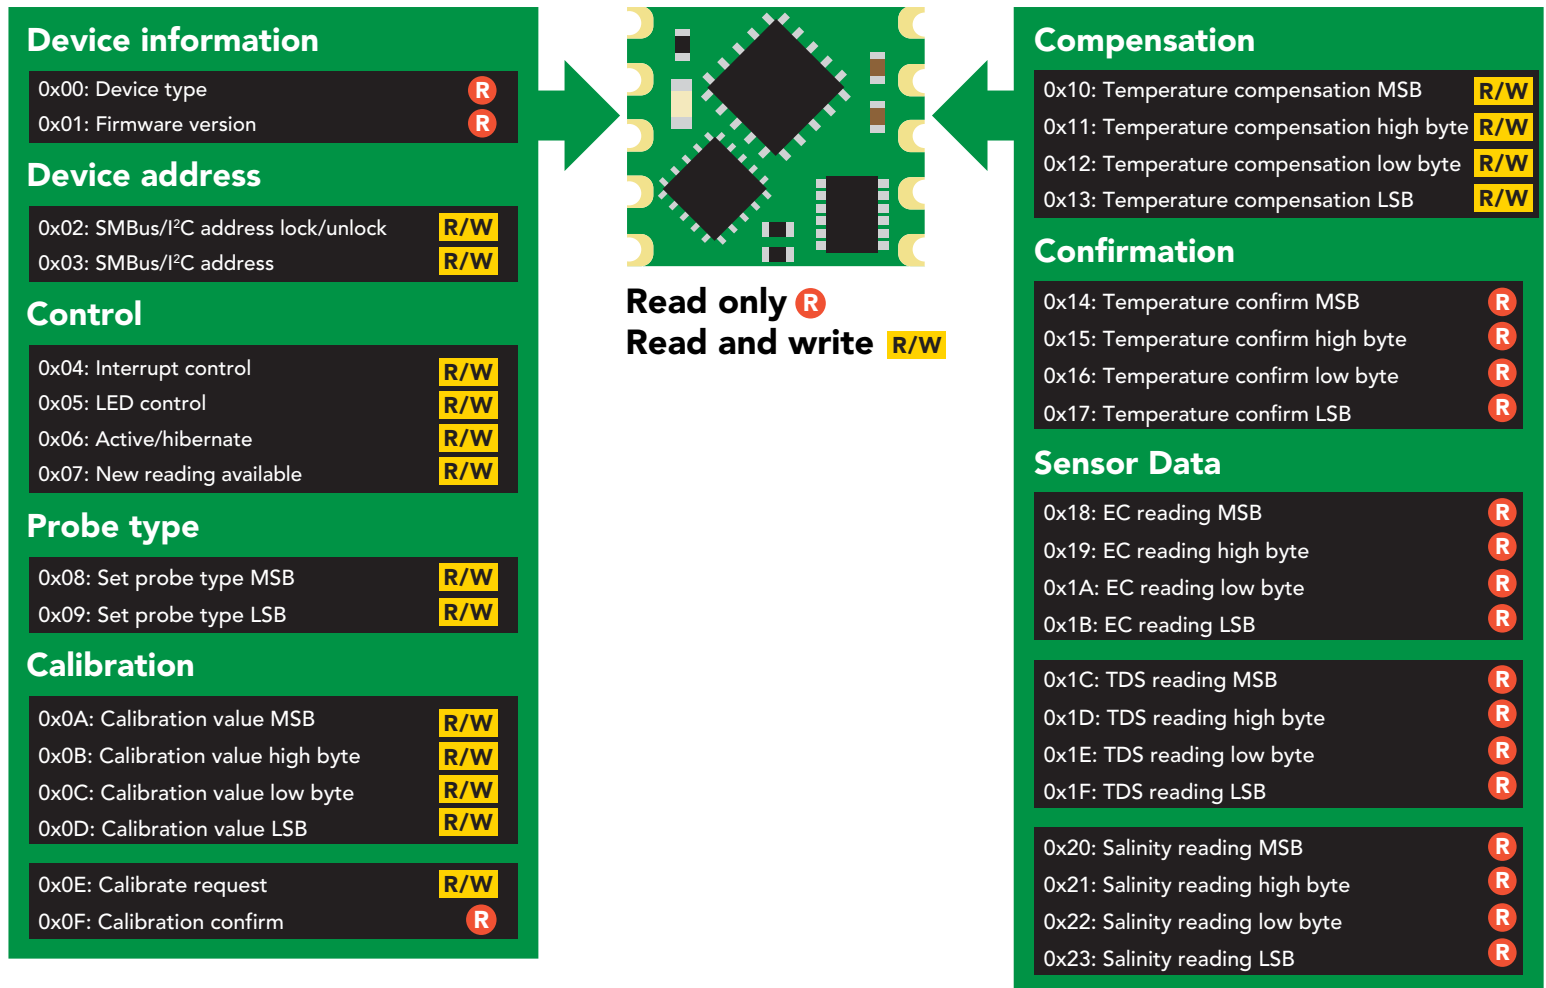 Device information
0x00: Device type R
0x01: Firmware version R
Device address
0x02: SMBus/I²C address lock/unlock R/W
0x03: SMBus/I²C address R/W
Control
0x04: Interrupt control R/W
0x05: LED control R/W
0x06: Active/hibernate R/W
0x07: New reading available R/W
Probe type
0x08: Set probe type MSB R/W
0x09: Set probe type LSB R/W
Calibration
0x0A: Calibration value MSB R/W
0x0B: Calibration value high byte R/W
0x0C: Calibration value low byte R/W
0x0D: Calibration value LSB R/W
0x0E: Calibrate request R/W
0x0F: Calibration confirm R
Read only R
Read and write R/W
Compensation
0x10: Temperature compensation MSB R/W
0x11: Temperature compensation high byte R/W
0x12: Temperature compensation low byte R/W
0x13: Temperature compensation LSB R/W
Confirmation
0x14: Temperature confirm MSB R
0x15: Temperature confirm high byte R
0x16: Temperature confirm low byte R
0x17: Temperature confirm LSB R
Sensor Data
0x18: EC reading MSB R
0x19: EC reading high byte R
0x1A: EC reading low byte R
0x1B: EC reading LSB R
0x1C: TDS reading MSB R
0x1D: TDS reading high byte R
0x1E: TDS reading low byte R
0x1F: TDS reading LSB R
0x20: Salinity reading MSB R
0x21: Salinity reading high byte R
0x22: Salinity reading low byte R
0x23: Salinity reading LSB R